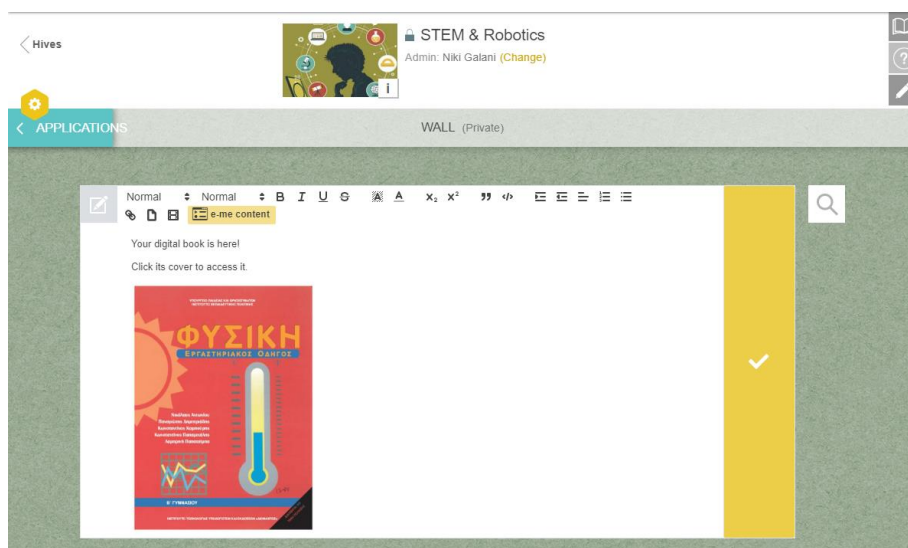 Hives
STEM & Robotics
Admin: Niki Galani (Change)
i
APPLICATIONS
WALL (Private)
Normal Normal B I U S A A X₂ X² ”
e-me content
Your digital book is here!
Click its cover to access it.
ΦΥΣΙΚΗ
ΕΡΓΑΣΤΗΡΙΑΚΟΣ ΟΔΗΓΟΣ
Β΄ ΓΥΜΝΑΣΙΟΥ